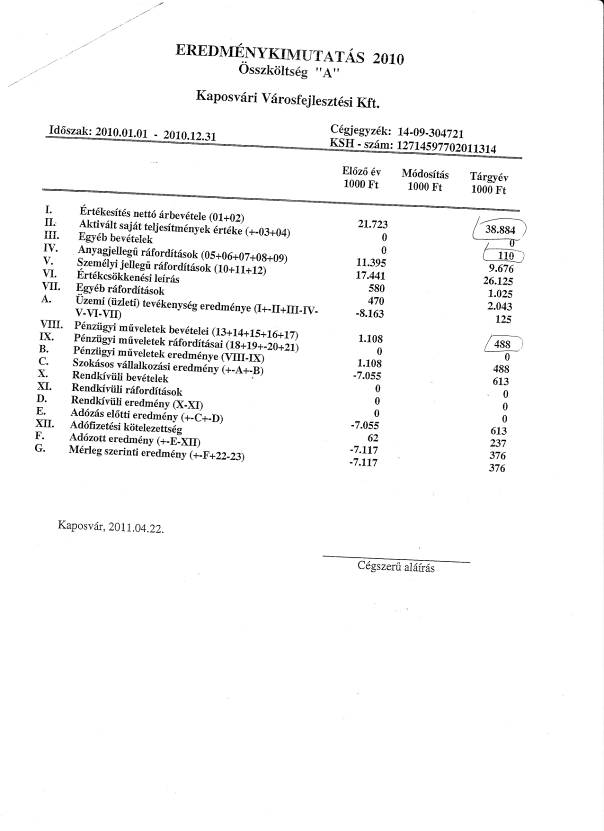 EREDMÉNYKIMUTATÁS 2010
Összköltség "A"
Kaposvári Városfejlesztési Kft.
Időszak: 2010.01.01 - 2010.12.31
Cégjegyzék: 14-09-304721
KSH - szám: 12714597702011314
Előző év Módosítás Tárgyév
1000 Ft 1000 Ft 1000 Ft
I. Értékesítés nettó árbevétele (01+02) 21.723 38.884
II. Aktivált saját teljesítmények értéke (+-03+04) 0 0
III. Egyéb bevételek 0 110
IV. Anyagjellegű ráfordítások (05+06+07+08+09) 11.395 9.676
V. Személyi jellegű ráfordítások (10+11+12) 17.441 26.125
VI. Értékcsökkenési leírás 580 1.025
VII. Egyéb ráfordítások 470 2.043
A. Üzemi (üzleti) tevékenység eredménye (I+-II+III-IV- -8.163 125
V-VI-VII)
VIII. Pénzügyi műveletek bevételei (13+14+15+16+17) 1.108 488
IX. Pénzügyi műveletek ráfordításai (18+19+-20+21) 0 0
B. Pénzügyi műveletek eredménye (VIII-IX) 1.108 488
C. Szokásos vállalkozási eredmény (+-A+-B) -7.055 613
X. Rendkívüli bevételek 0 0
XI. Rendkívüli ráfordítások 0 0
D. Rendkívüli eredmény (X-XI) 0 0
E. Adózás előtti eredmény (+-C+-D) -7.055 613
XII. Adófizetési kötelezettség 62 237
F. Adózott eredmény (+-E-XII) -7.117 376
G. Mérleg szerinti eredmény (+-F+22-23) -7.117 376
Kaposvár, 2011.04.22.
Cégszerű aláírás